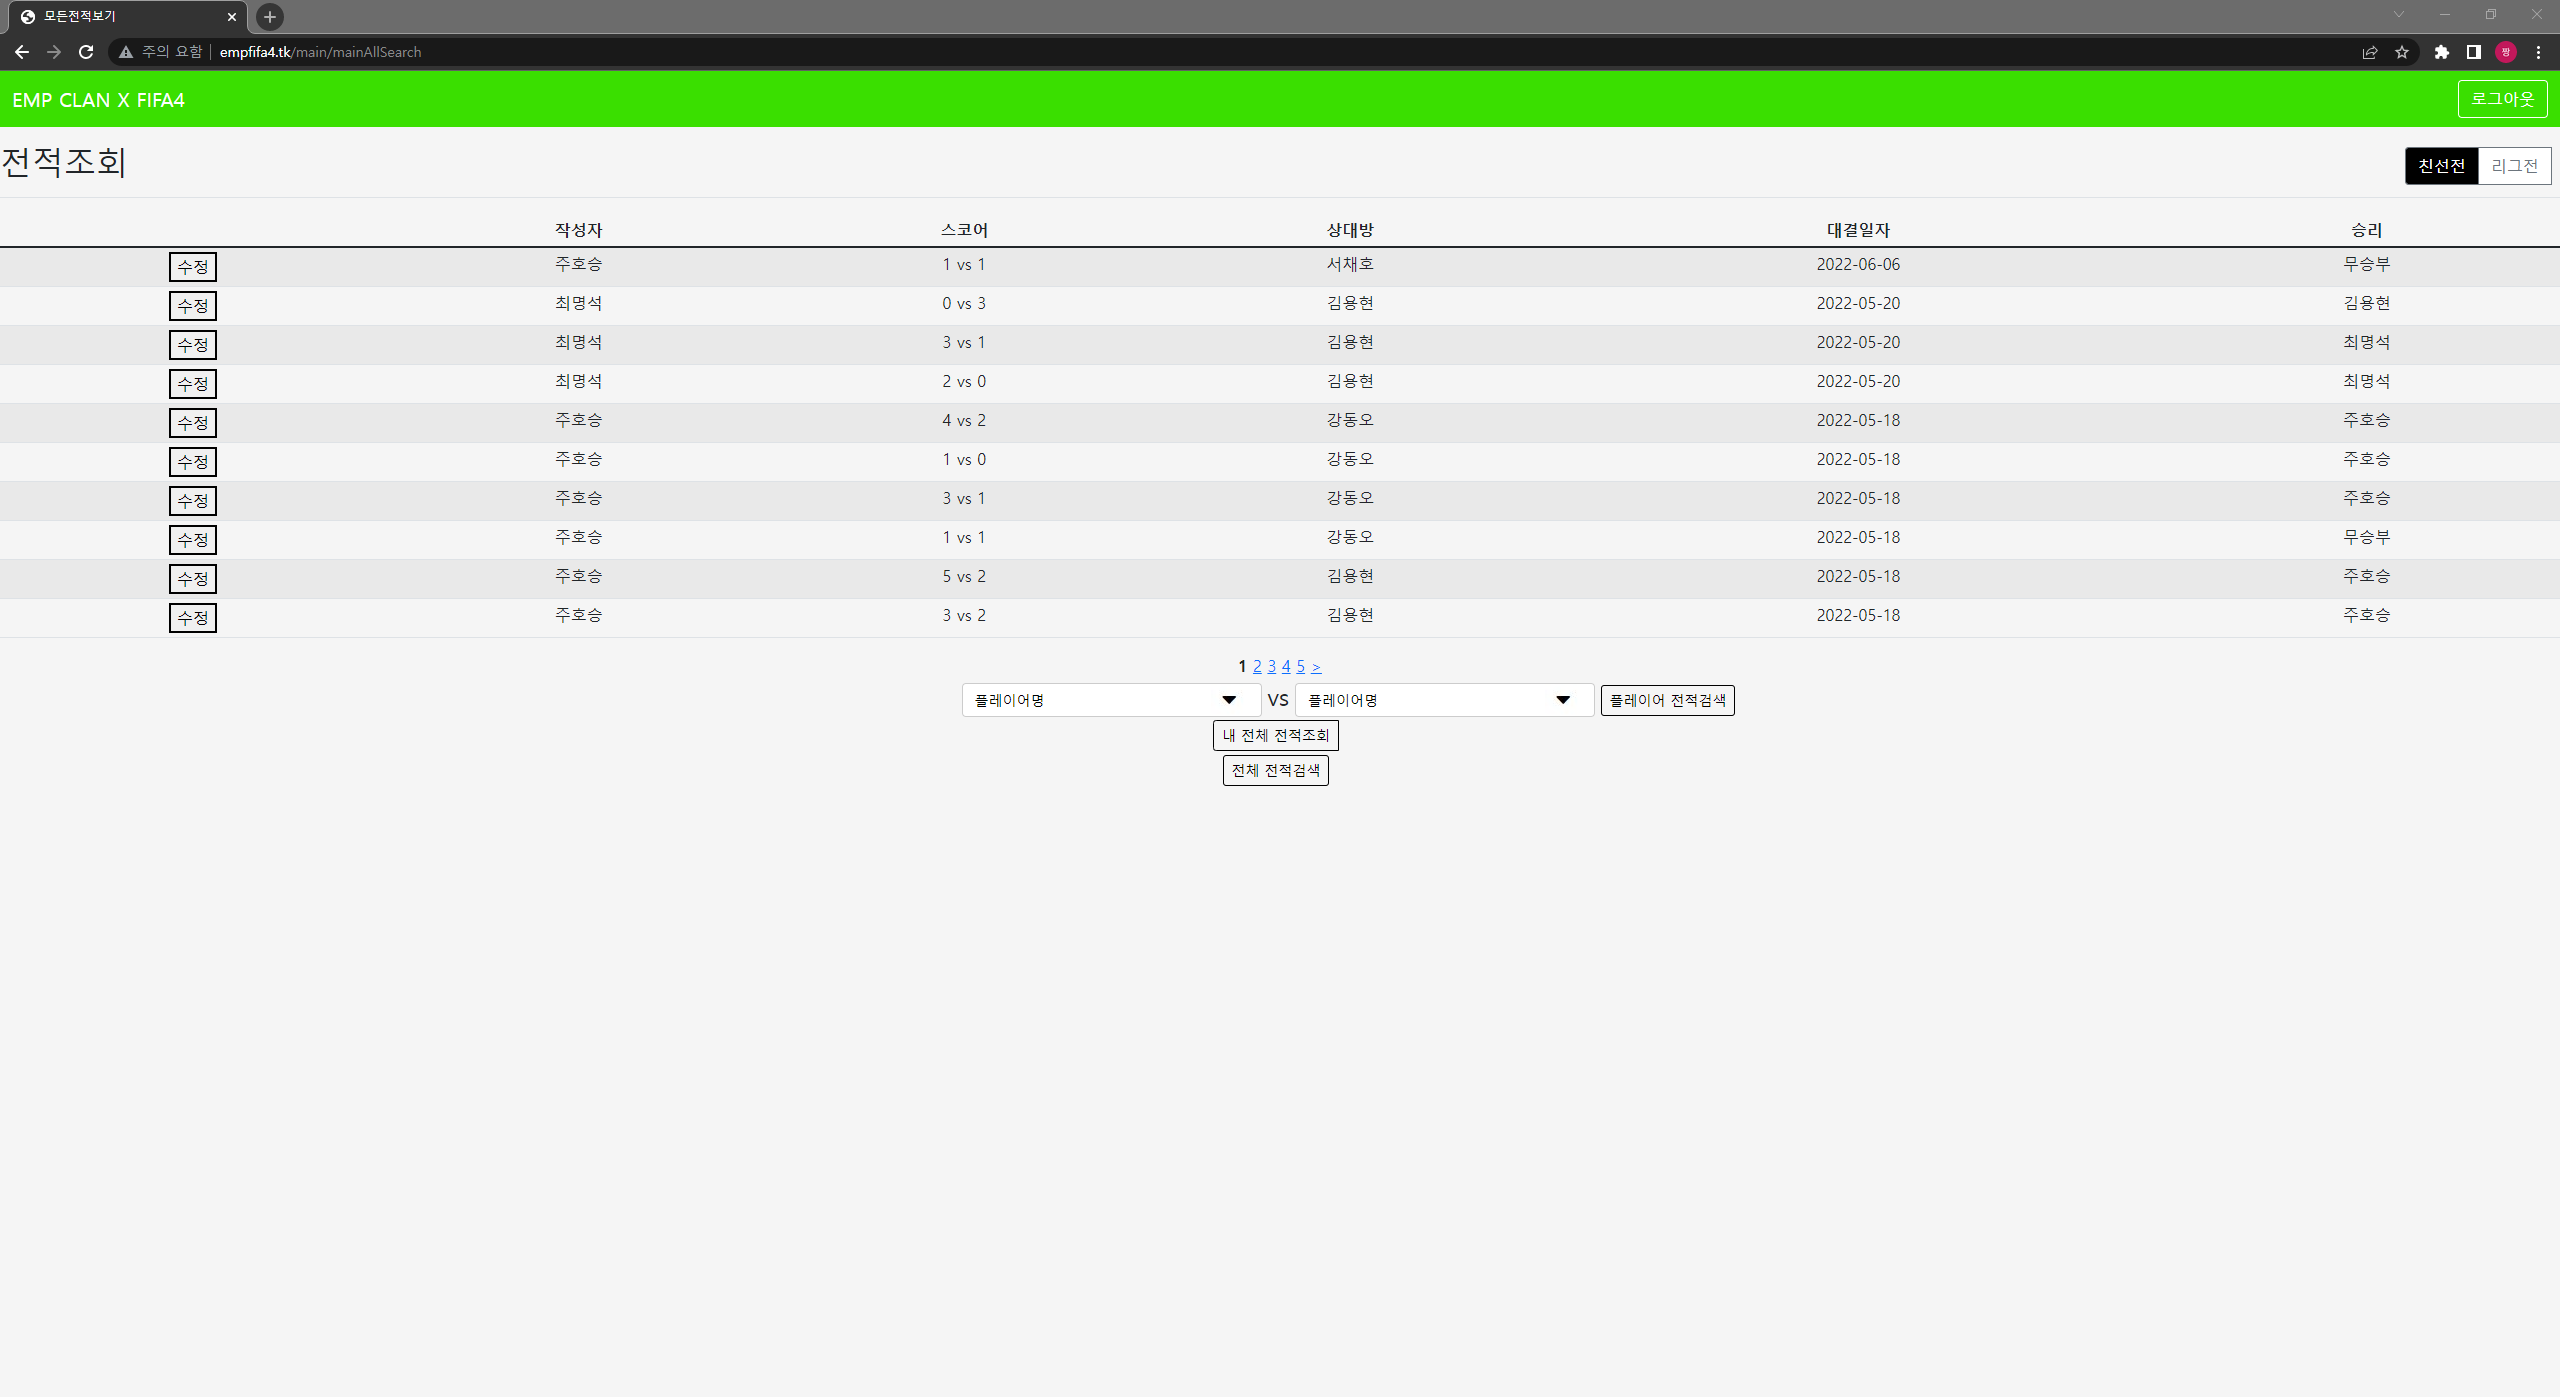 모든전적보기
주의 요함 | empfifa4.tk/main/mainAllSearch
짱
EMP CLAN X FIFA4 로그아웃
전적조회 친선전 리그전
작성자 스코어 상대방 대결일자 승리
수정 주호승 1 vs 1 서채호 2022-06-06 무승부
수정 최명석 0 vs 3 김용현 2022-05-20 김용현
수정 최명석 3 vs 1 김용현 2022-05-20 최명석
수정 최명석 2 vs 0 김용현 2022-05-20 최명석
수정 주호승 4 vs 2 강동오 2022-05-18 주호승
수정 주호승 1 vs 0 강동오 2022-05-18 주호승
수정 주호승 3 vs 1 강동오 2022-05-18 주호승
수정 주호승 1 vs 1 강동오 2022-05-18 무승부
수정 주호승 5 vs 2 김용현 2022-05-18 주호승
수정 주호승 3 vs 2 김용현 2022-05-18 주호승
1 2 3 4 5 >
플레이어명 VS 플레이어명 플레이어 전적검색
내 전체 전적조회
전체 전적검색